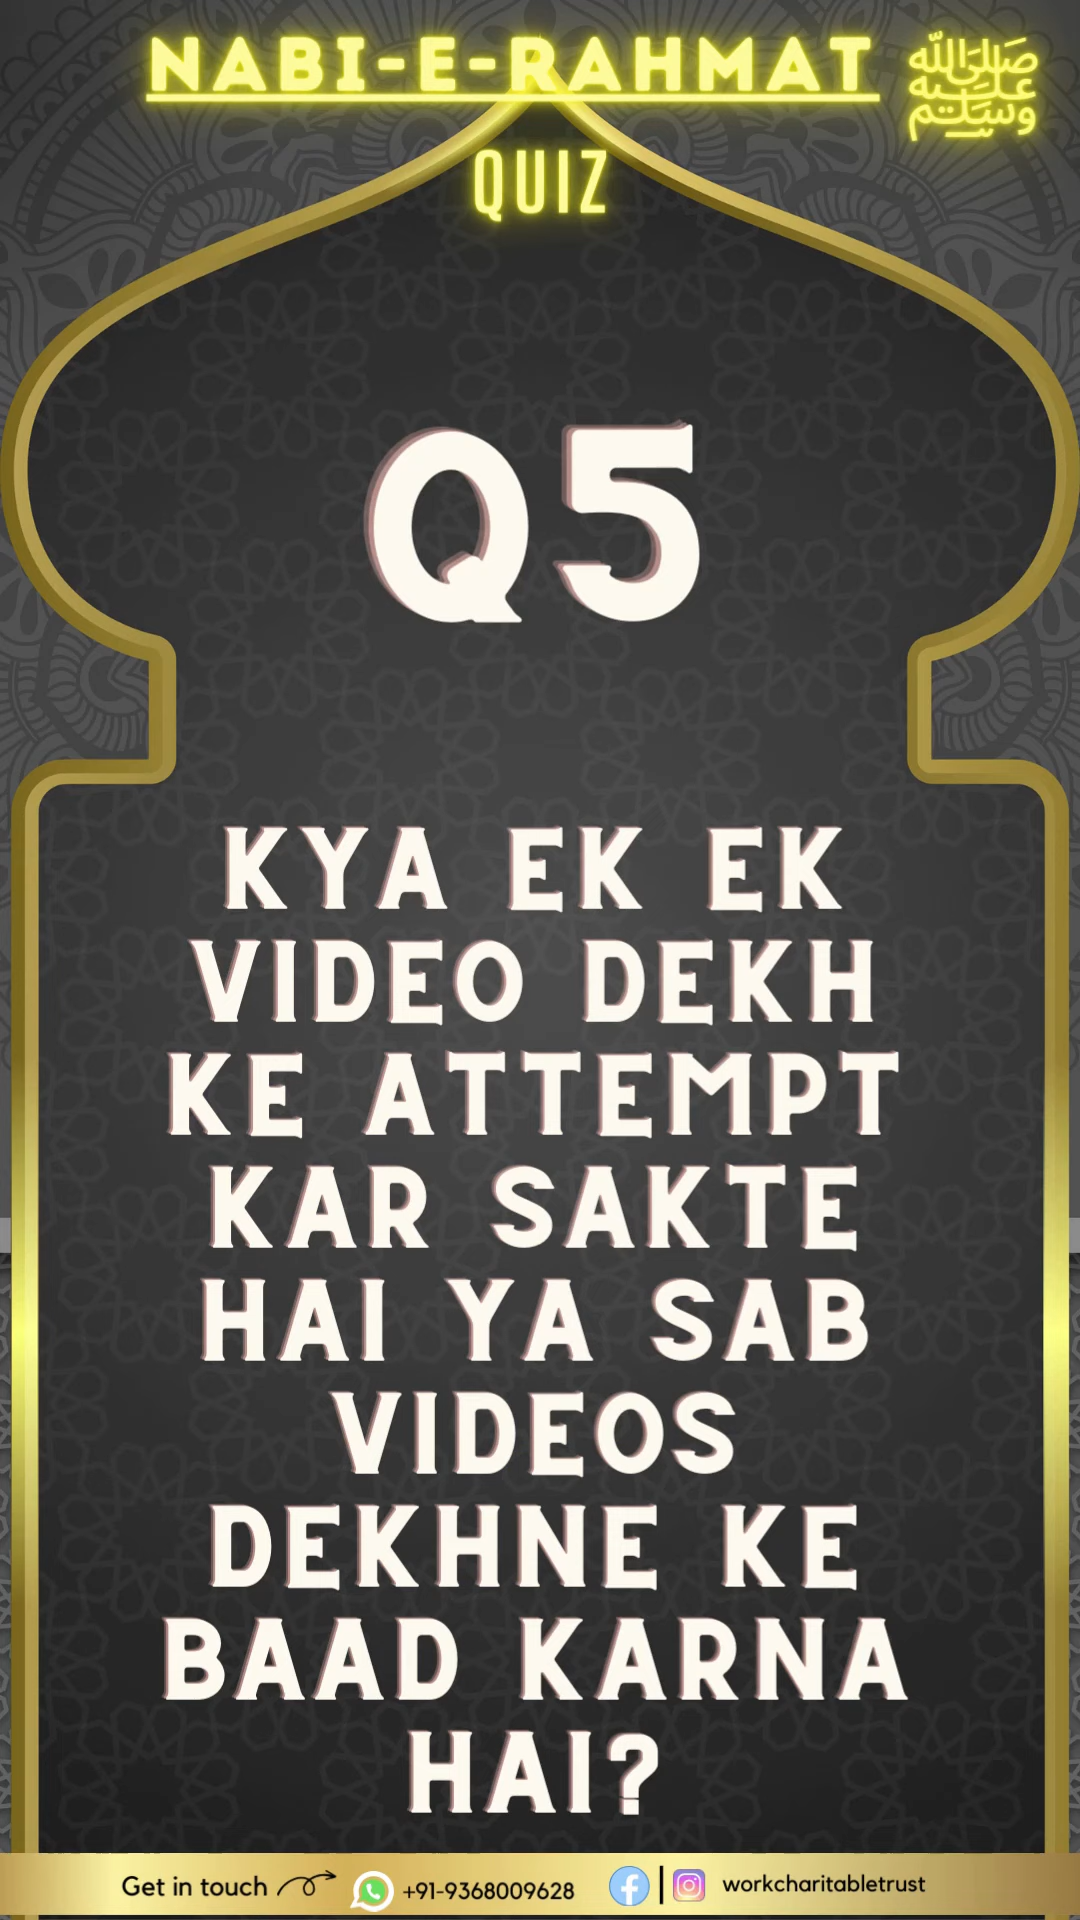 NABI-E-RAHMAT صلى الله عليه وسلم
QUIZ
Q5
KYA EK EK
VIDEO DEKH
KE ATTEMPT
KAR SAKTE
HAI YA SAB
VIDEOS
DEKHNE KE
BAAD KARNA
HAI?
Get in touch +91-9368009628 workcharitabletrust